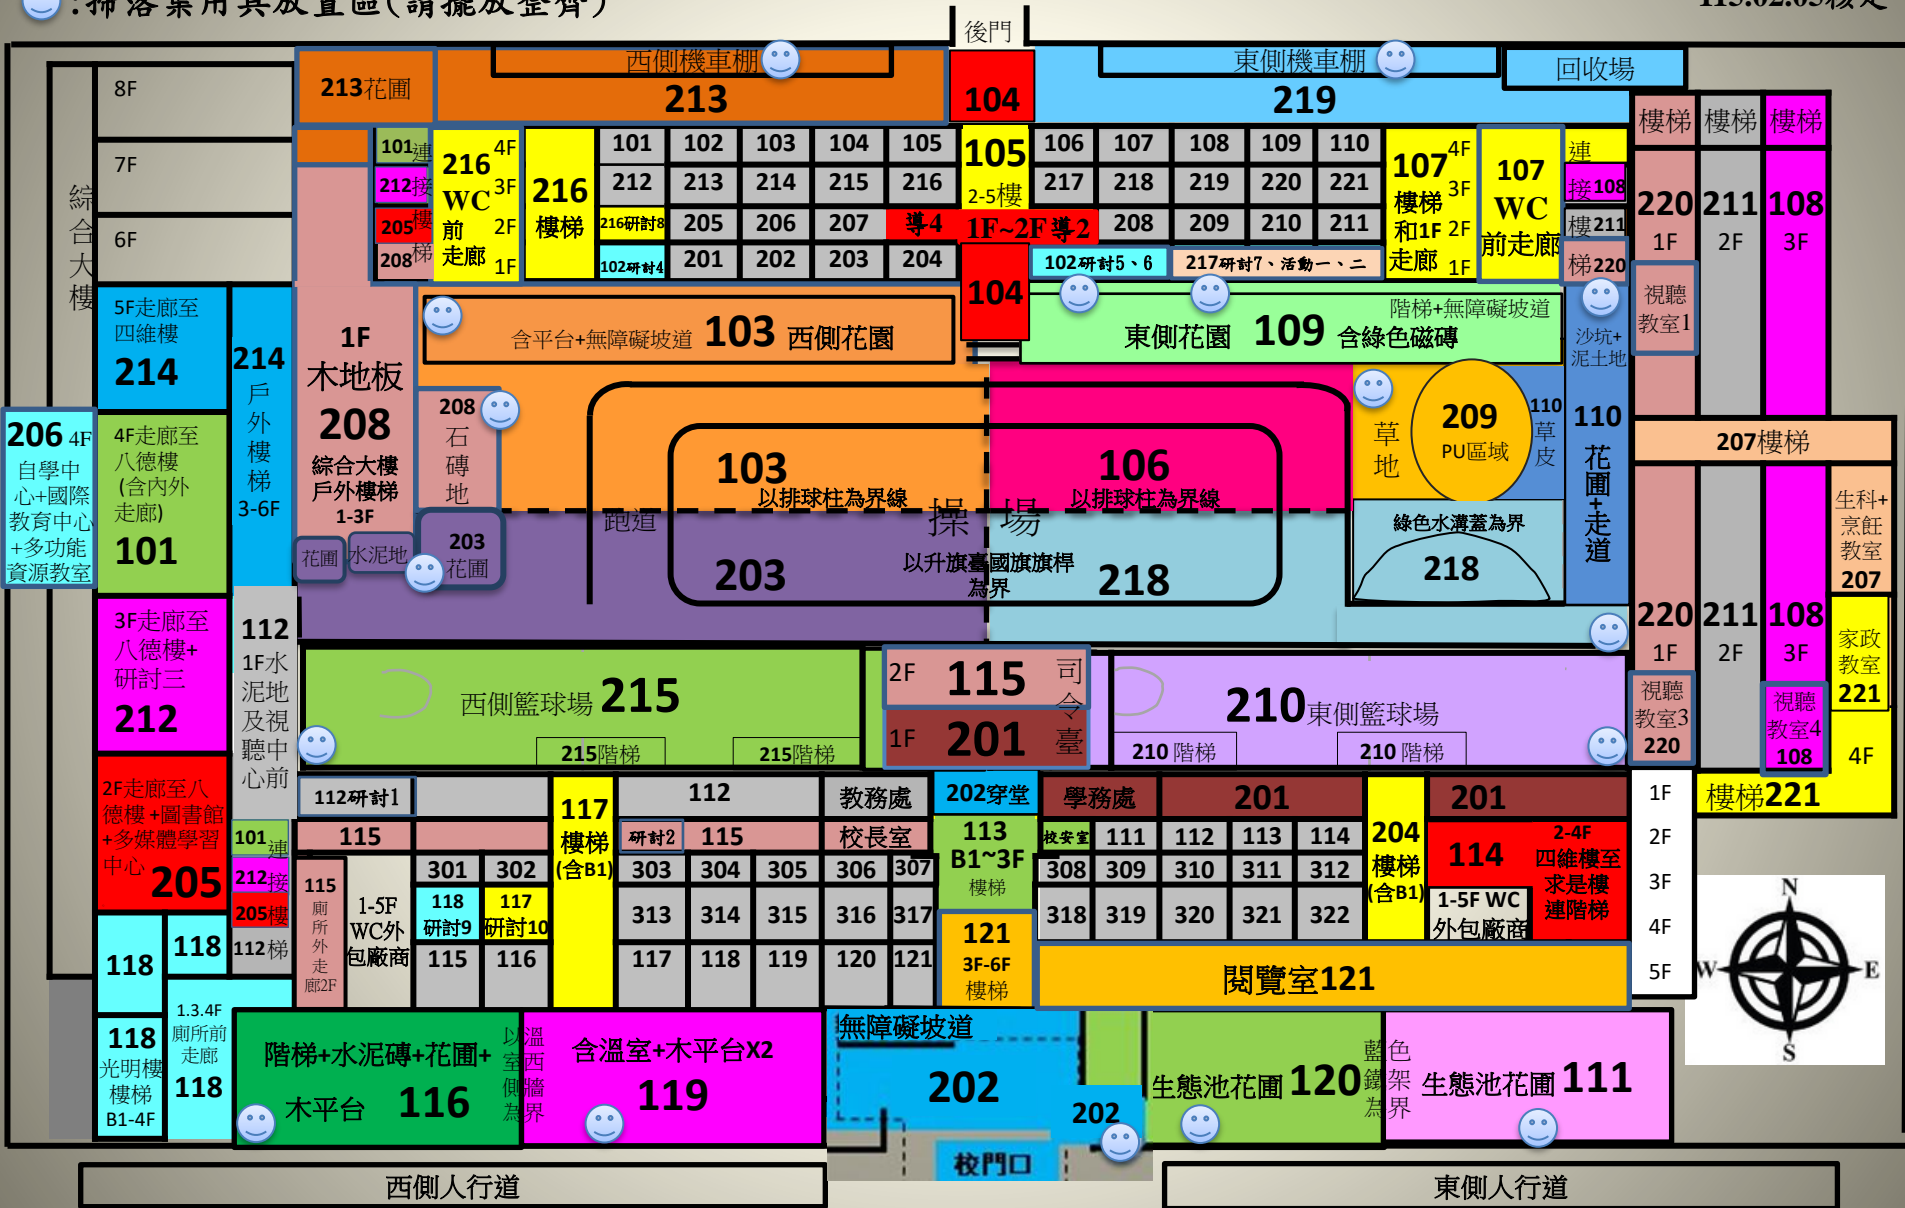 :掃落葉用具放置區(請擺放整齊)
後門
8F
7F
6F
綜合大樓
213花圃
西側機車棚
213
104
東側機車棚
219
回收場
樓梯
樓梯
樓梯
101連
212接
205樓
208梯
216
WC
前
走廊
4F
3F
2F
1F
216
樓梯
101
102
103
104
105
212
213
214
215
216
216研討8
205
206
207
導4
102研討4
201
202
203
204
105
2-5樓
1F~2F 導2
104
106
107
108
109
110
217
218
219
220
221
208
209
210
211
102研討5、6
217研討7、活動一、二
107
樓梯
和1F
走廊
4F
3F
2F
1F
107
WC
前走廊
連
接108
樓211
梯220
220
1F
211
2F
108
3F
視聽
教室1
5F走廊至
四維樓
214
214
戶
外
樓
梯
3-6F
1F
木地板
208
綜合大樓
戶外樓梯
1-3F
花圃
水泥地
含平台+無障礙坡道 103 西側花園
階梯+無障礙坡道
東側花園 109 含綠色磁磚
沙坑+
泥土地
206 4F
自學中
心+國際
教育中心
+多功能
資源教室
4F走廊至
八德樓
(含內外
走廊)
101
208
石
磚
地
203
花圃
103
以排球柱為界線
106
以排球柱為界線
跑道
操場
203
以升旗臺國旗旗桿
為界
218
草
地
209
PU區域
110
草
皮
110
花
圃
+
走
道
綠色水溝蓋為界
218
207樓梯
生科+
烹飪
教室
207
3F走廊至
八德樓+
研討三
212
112
1F水
泥地
及視
聽中
心前
西側籃球場 215
215階梯
215階梯
2F 115
1F 201
司
令
臺
210東側籃球場
210 階梯
210 階梯
220
1F
211
2F
108
3F
視聽
教室3
220
視聽
教室4
108
家政
教室
221
4F
樓梯221
2F走廊至八
德樓+圖書館
+多媒體學習
中心 205
101連
212接
205樓
112梯
112研討1
117
樓梯
(含B1)
112
教務處
202穿堂
學務處
201
201
115
研討2
115
校長室
113
B1~3F
樓梯
校安室
111
112
113
114
204
樓梯
(含B1)
114
2-4F
四維樓至
求是樓
連階梯
115
廁
所
外
走
廊2F
1-5F
WC外
包廠商
301
302
303
304
305
306
307
308
309
310
311
312
118
研討9
117
研討10
313
314
315
316
317
318
319
320
321
322
1-5F WC
外包廠商
115
116
117
118
119
120
121
121
3F-6F
樓梯
閱覽室121
1F
2F
3F
4F
5F
N
W
E
S
118
118
118
光明樓
樓梯
B1-4F
1.3.4F
廁所前
走廊
118
階梯+水泥磚+花圃+
木平台 116
以溫
室西
側牆
為界
含溫室+木平台X2
119
無障礙坡道
202
202
校門口
生態池花圃 120
藍色
鐵架
為界
生態池花圃 111
西側人行道
東側人行道